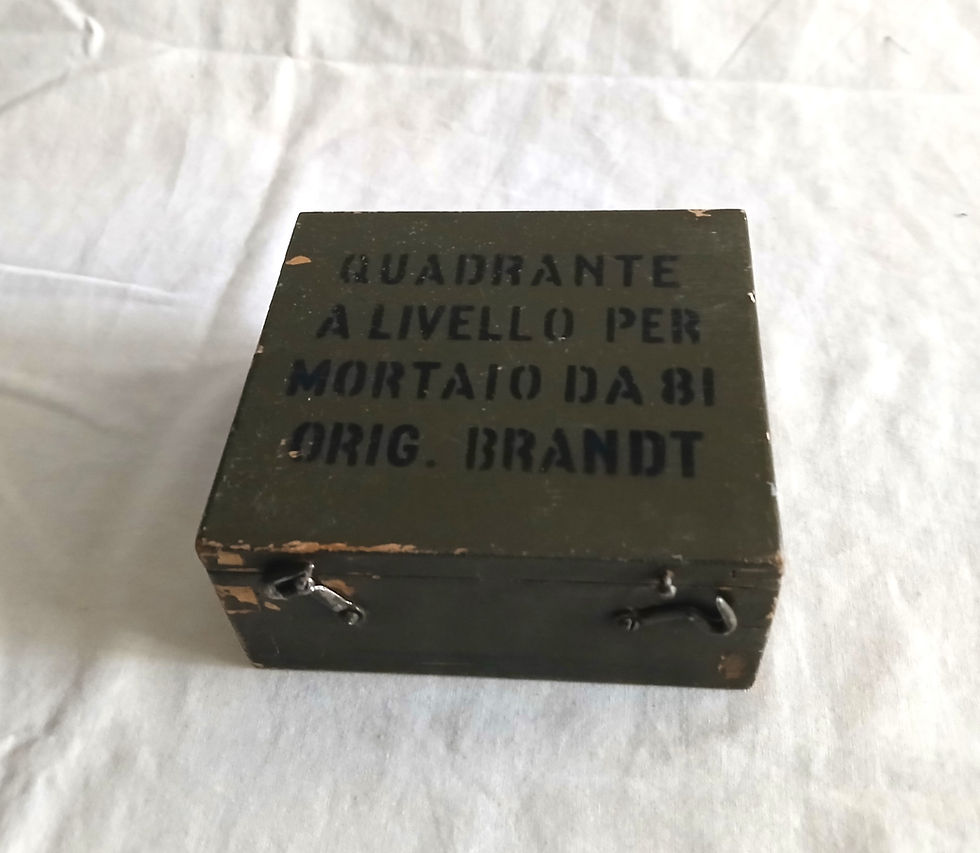 QUADRANTE
A LIVELLO PER
MORTAIO DA 81
ORIG. BRANDT